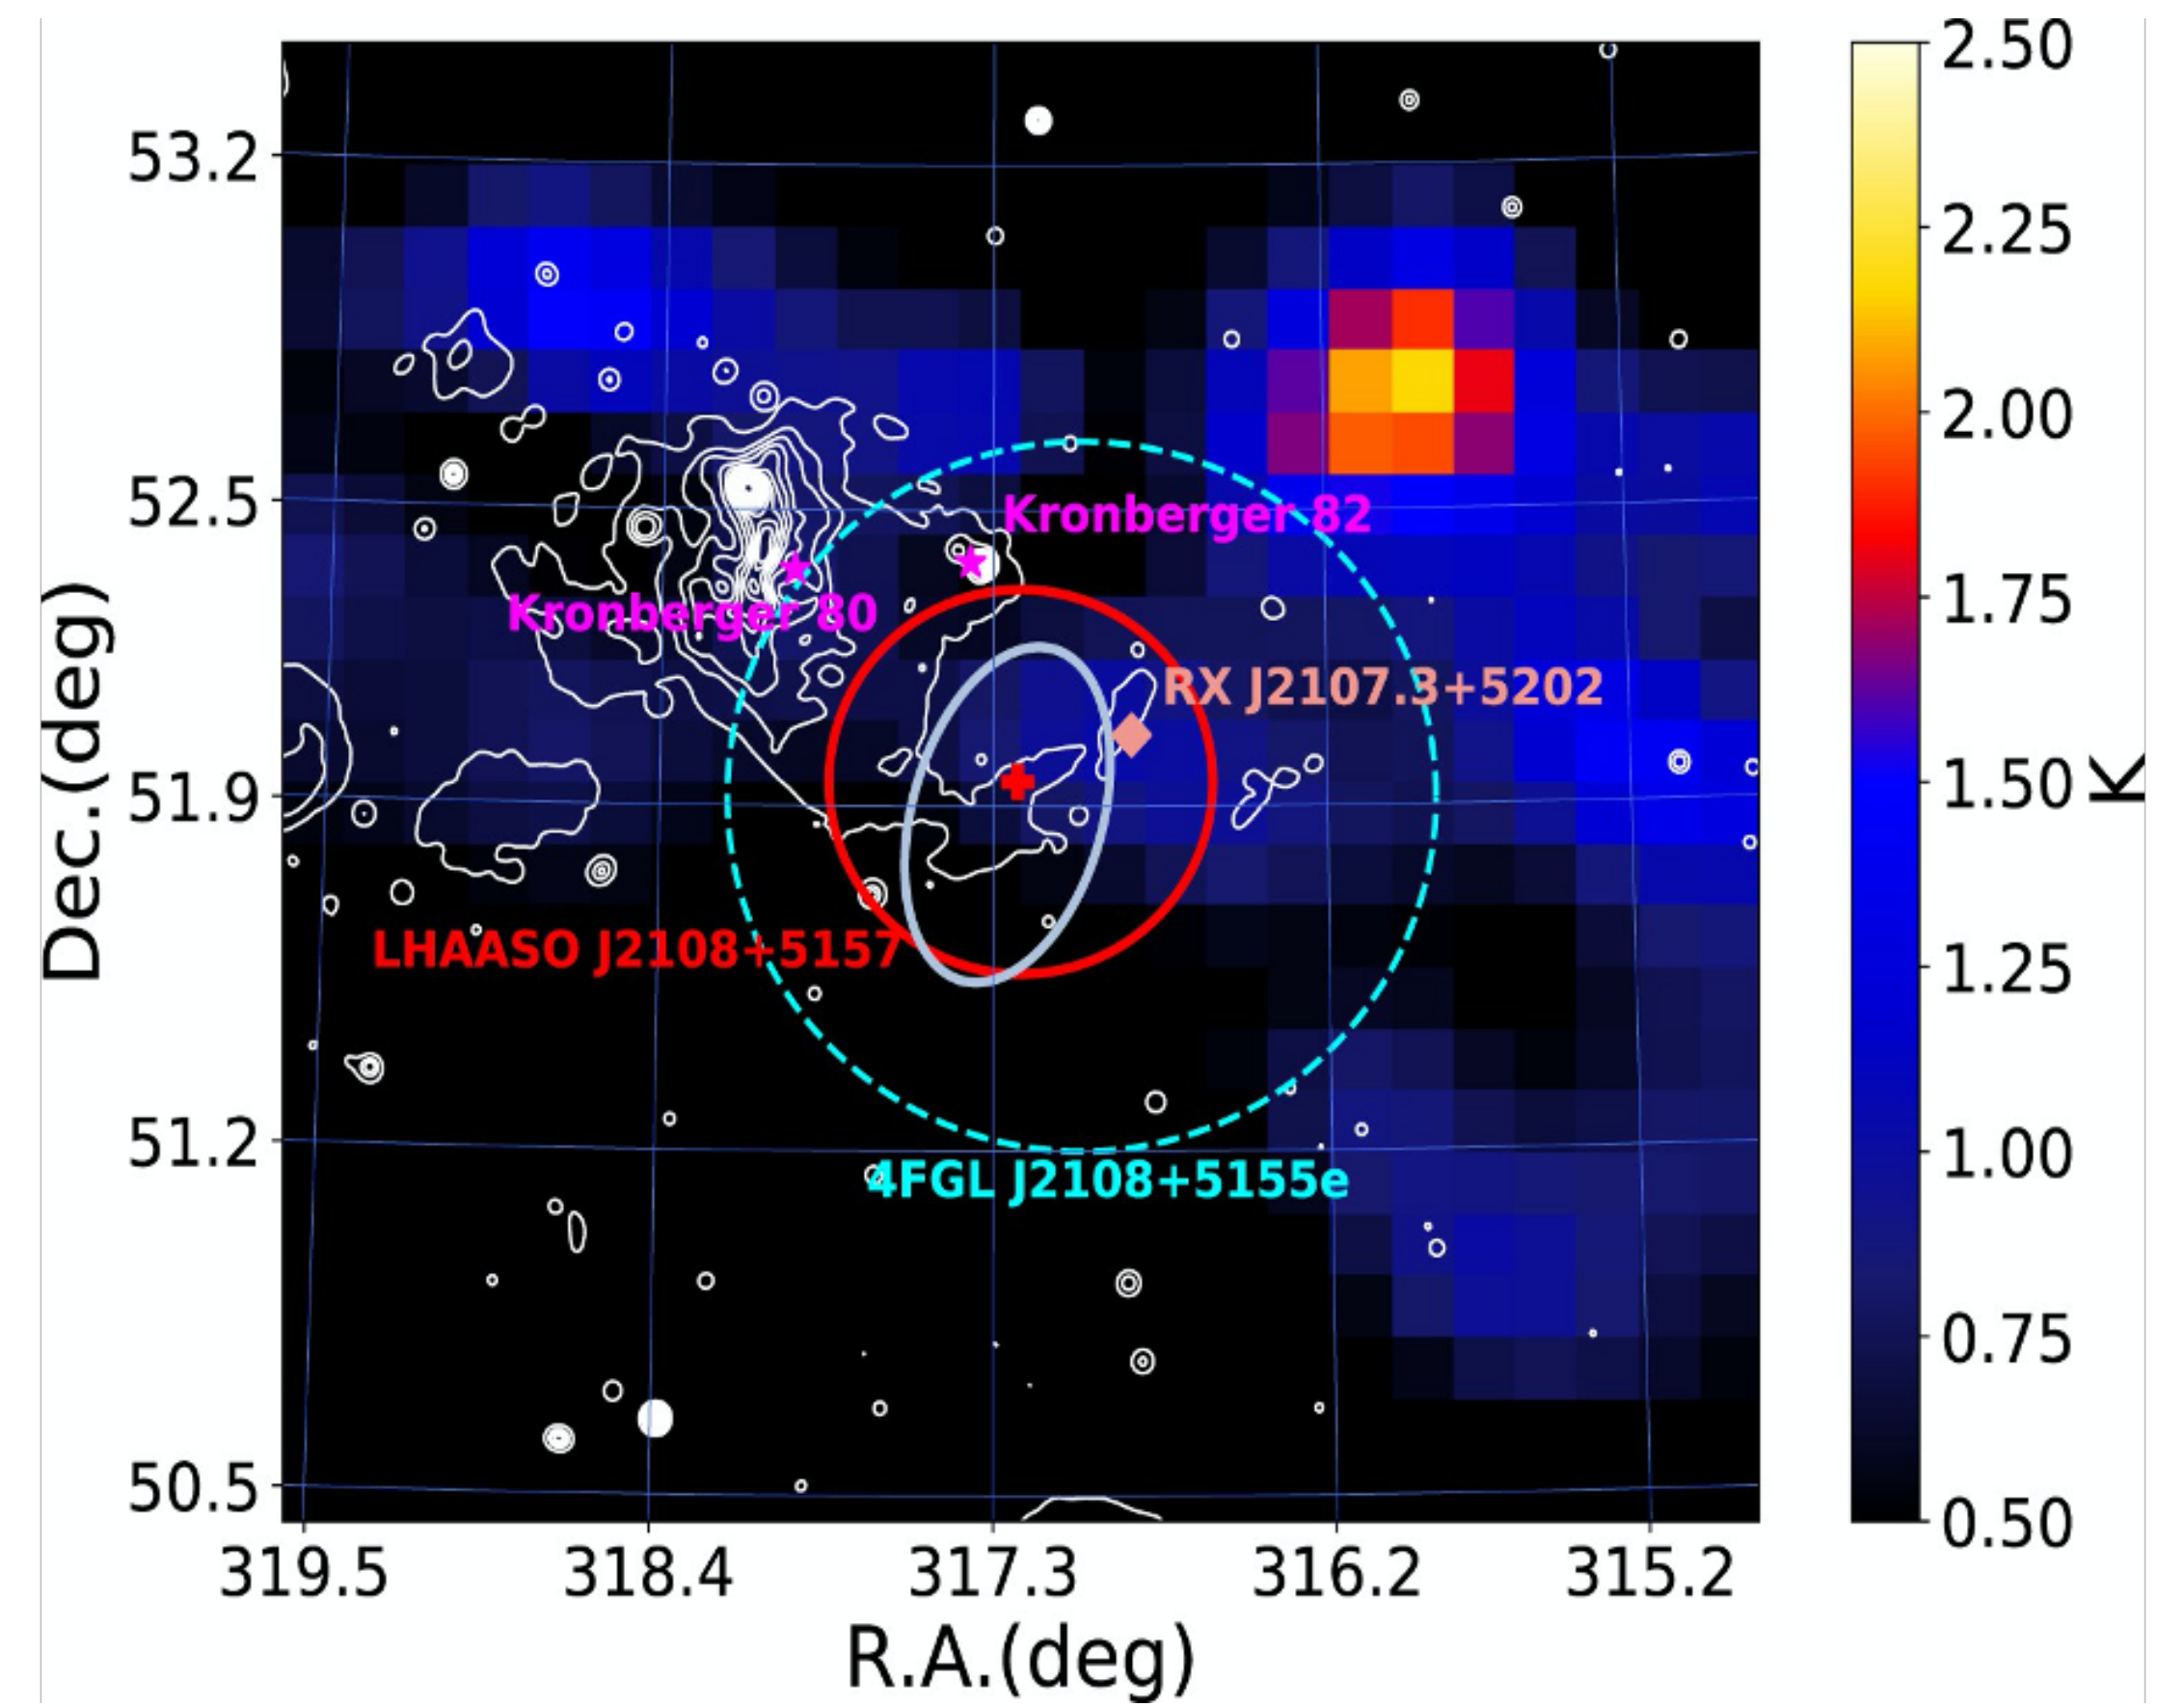 2.50
53.2
2.25
2.00
52.5
Kronberger 82
1.75
Kronberger 80
RX J2107.3+5202
Dec.(deg)
51.9
1.50
K
LHAASO J2108+5157
1.25
51.2
4FGL J2108+5155e
1.00
0.75
50.5
0.50
319.5
318.4
317.3
316.2
315.2
R.A.(deg)